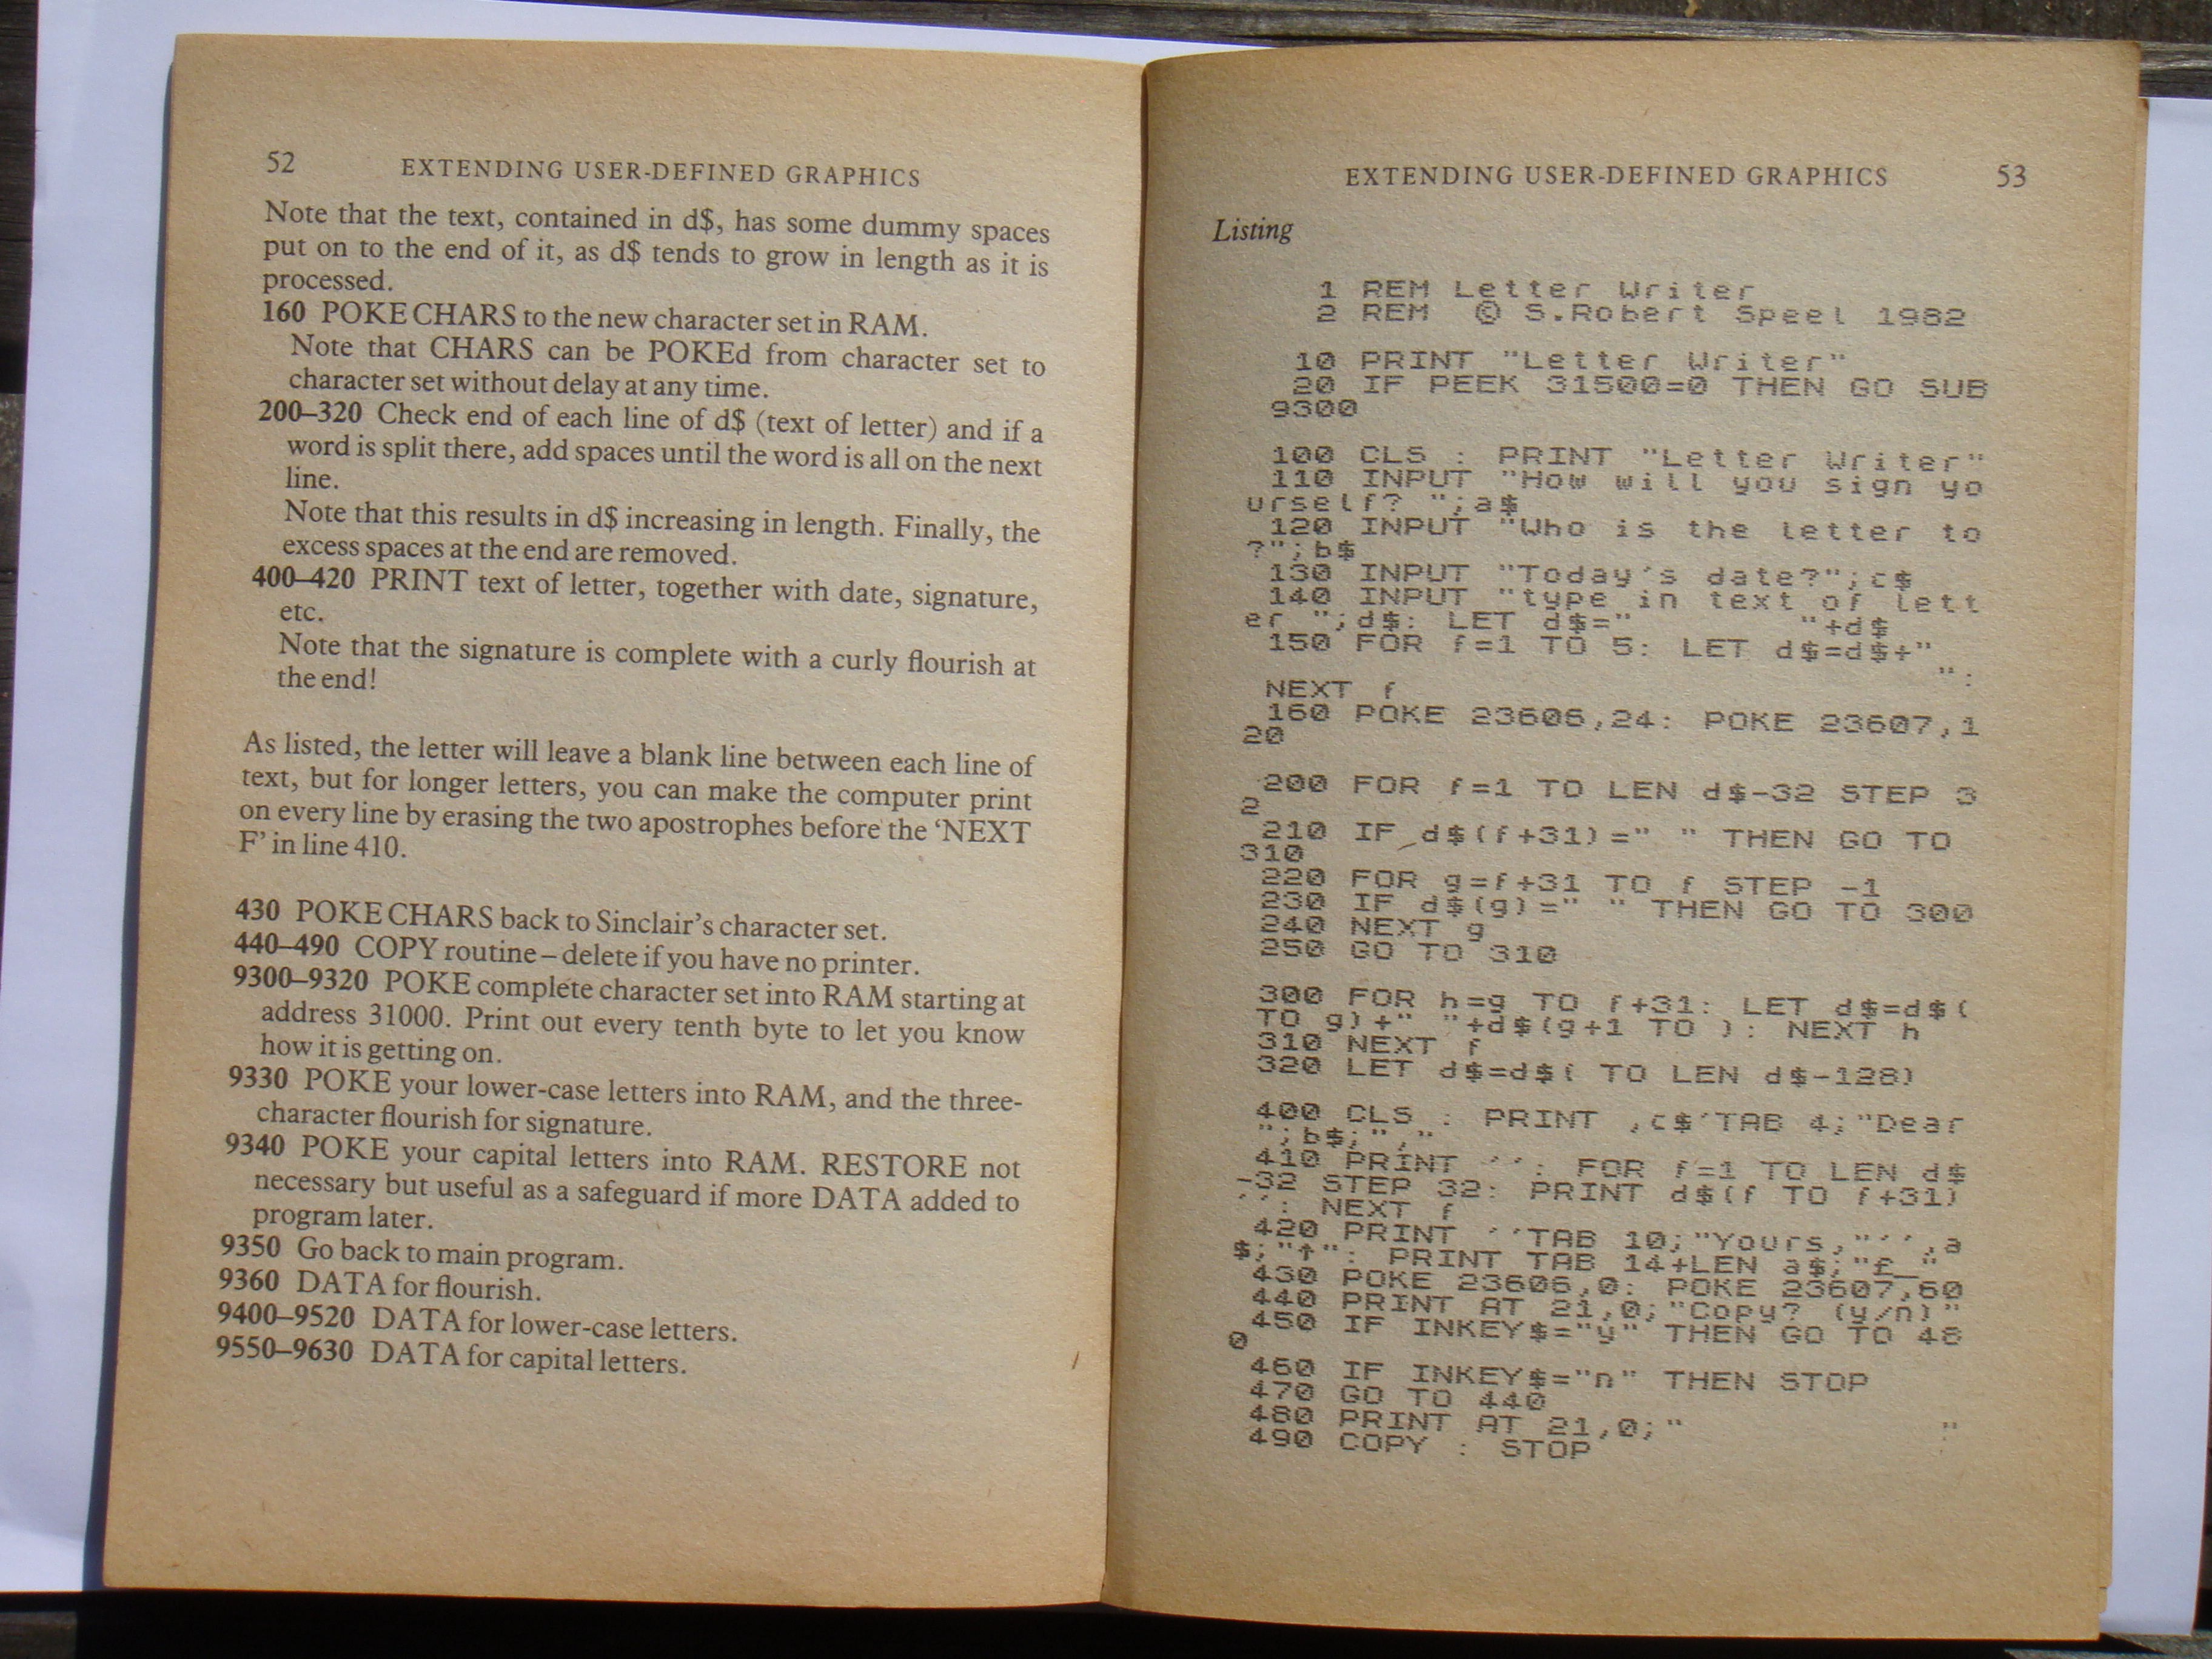 52
EXTENDING USER-DEFINED GRAPHICS
Note that the text, contained in d$, has some dummy spaces
put on to the end of it, as d$ tends to grow in length as it is
processed.
160 POKE CHARS to the new character set in RAM.
Note that CHARS can be POKEd from character set to
character set without delay at any time.
200–320 Check end of each line of d$ (text of letter) and if a
word is split there, add spaces until the word is all on the next
line.
Note that this results in d$ increasing in length. Finally, the
excess spaces at the end are removed.
400–420 PRINT text of letter, together with date, signature,
etc.
Note that the signature is complete with a curly flourish at
the end!
As listed, the letter will leave a blank line between each line of
text, but for longer letters, you can make the computer print
on every line by erasing the two apostrophes before the ‘NEXT
F’ in line 410.
430 POKE CHARS back to Sinclair’s character set.
440–490 COPY routine – delete if you have no printer.
9300–9320 POKE complete character set into RAM starting at
address 31000. Print out every tenth byte to let you know
how it is getting on.
9330 POKE your lower-case letters into RAM, and the three-
character flourish for signature.
9340 POKE your capital letters into RAM. RESTORE not
necessary but useful as a safeguard if more DATA added to
program later.
9350 Go back to main program.
9360 DATA for flourish.
9400–9520 DATA for lower-case letters.
9550–9630 DATA for capital letters.
EXTENDING USER-DEFINED GRAPHICS
53
Listing
1 REM Letter Writer
2 REM © S.Robert Speel 1982
10 PRINT "Letter Writer"
20 IF PEEK 31500=0 THEN GO SUB
9300
100 CLS : PRINT "Letter Writer"
110 INPUT "How will you sign yo
urself? ";a$
120 INPUT "Who is the letter to
?";b$
130 INPUT "Today's date?";c$
140 INPUT "type in text of lett
er ";d$: LET d$="        "+d$
150 FOR f=1 TO 5: LET d$=d$+"
":
NEXT f
160 POKE 23606,24: POKE 23607,1
20
200 FOR f=1 TO LEN d$-32 STEP 3
2
210 IF d$(f+31)=" " THEN GO TO
310
220 FOR g=f+31 TO f STEP -1
230 IF d$(g)=" " THEN GO TO 300
240 NEXT g
250 GO TO 310
300 FOR h=g TO f+31: LET d$=d$(
TO g)+" "+d$(g+1 TO ): NEXT h
310 NEXT f
320 LET d$=d$( TO LEN d$-128)
400 CLS : PRINT ,c$'TAB 4;"Dear
";b$;","
410 PRINT '': FOR f=1 TO LEN d$
-32 STEP 32: PRINT d$(f TO f+31)
'': NEXT f
420 PRINT ''TAB 10;"Yours,"'',a
$;"↑": PRINT TAB 14+LEN a$;"£_"
430 POKE 23606,0: POKE 23607,60
440 PRINT AT 21,0;"Copy? (y/n)"
450 IF INKEY$="y" THEN GO TO 48
0
460 IF INKEY$="n" THEN STOP
470 GO TO 440
480 PRINT AT 21,0;"           "
490 COPY : STOP